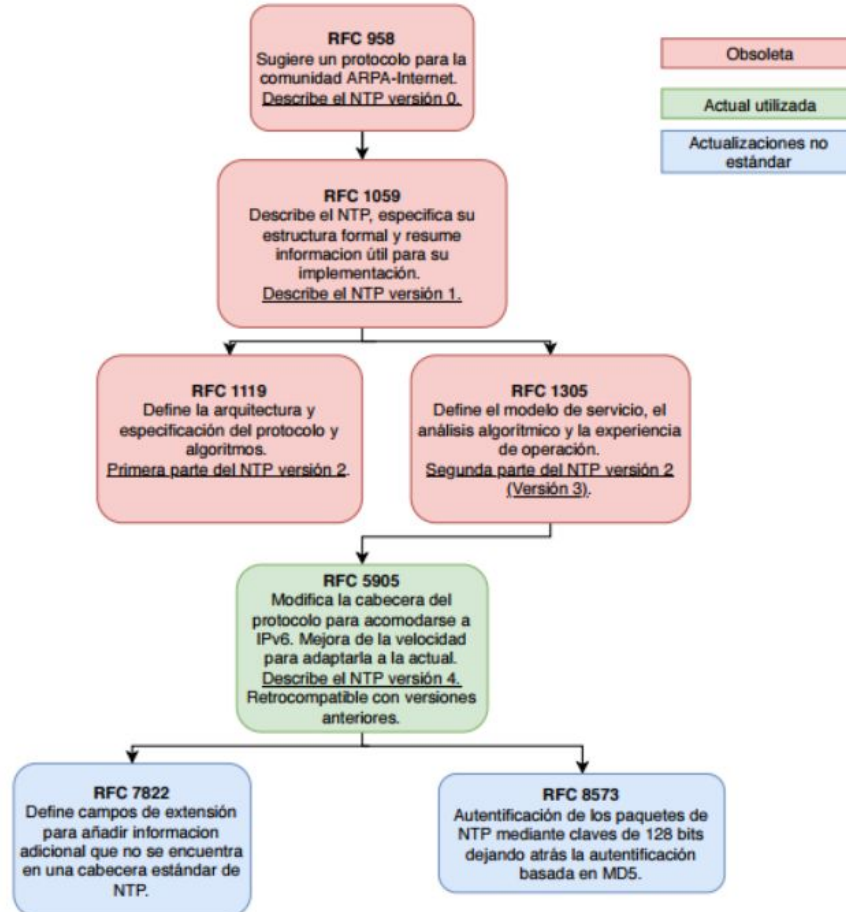 RFC 958
Sugiere un protocolo para la
comunidad ARPA-Internet.
Describe el NTP versión 0.
Obsoleta
Actual utilizada
Actualizaciones no
estándar
RFC 1059
Describe el NTP, especifica su
estructura formal y resume
informacion útil para su
implementación.
Describe el NTP versión 1.
RFC 1119
Define la arquitectura y
especificación del protocolo y
algoritmos.
Primera parte del NTP versión 2.
RFC 1305
Define el modelo de servicio, el
análisis algorítmico y la experiencia
de operación.
Segunda parte del NTP versión 2
(Versión 3).
RFC 5905
Modifica la cabecera del
protocolo para acomodarse a
IPv6. Mejora de la velocidad
para adaptarla a la actual.
Describe el NTP versión 4.
Retrocompatible con versiones
anteriores.
RFC 7822
Define campos de extensión
para añadir informacion
adicional que no se encuentra
en una cabecera estándar de
NTP.
RFC 8573
Autentificación de los paquetes de
NTP mediante claves de 128 bits
dejando atrás la autentificación
basada en MD5.